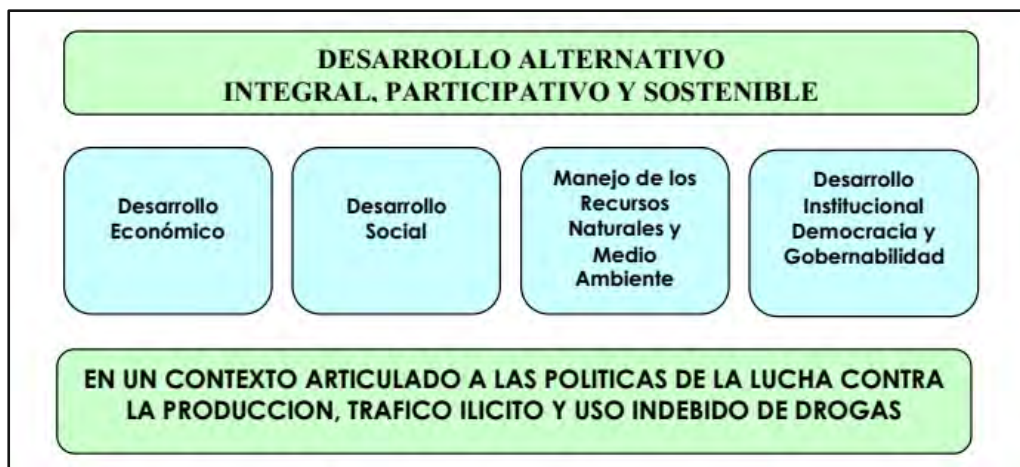 DESARROLLO ALTERNATIVO
INTEGRAL, PARTICIPATIVO Y SOSTENIBLE
Desarrollo
Económico
Desarrollo
Social
Manejo de los
Recursos
Naturales y
Medio
Ambiente
Desarrollo
Institucional
Democracia y
Gobernabilidad
EN UN CONTEXTO ARTICULADO A LAS POLITICAS DE LA LUCHA CONTRA
LA PRODUCCION, TRAFICO ILICITO Y USO INDEBIDO DE DROGAS